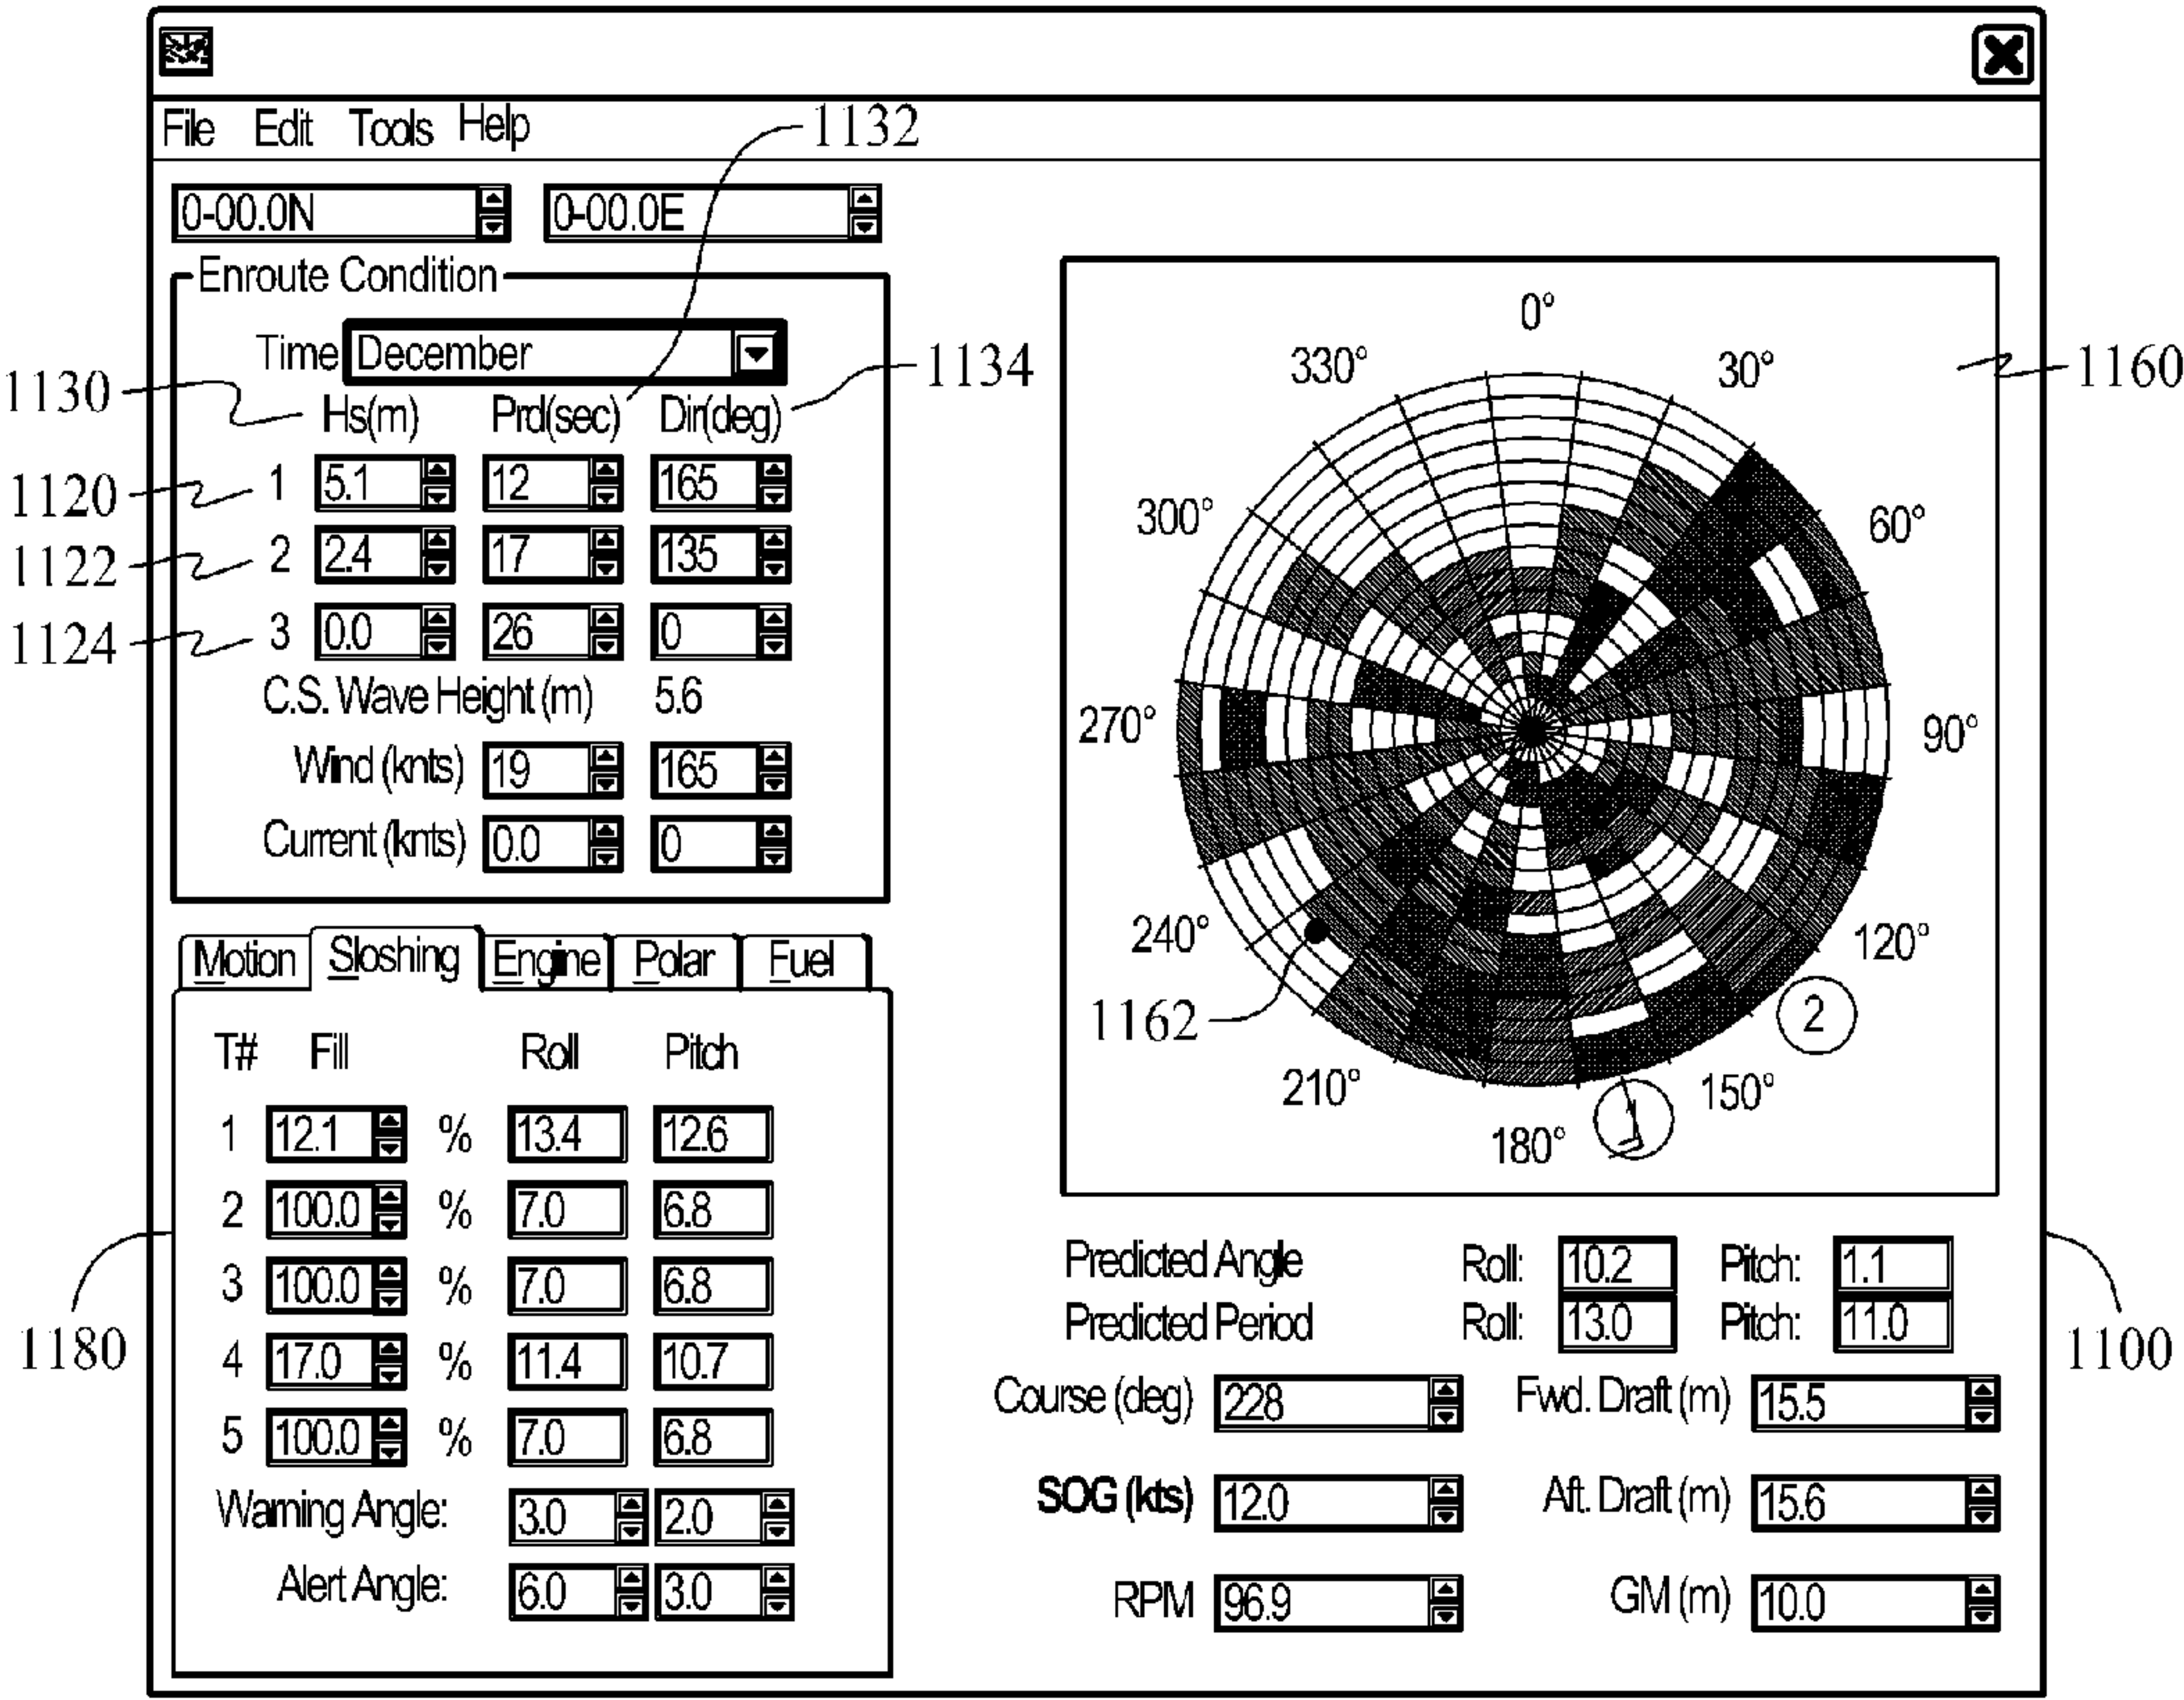 File Edit Tools Help
1132
0-00.0N 0-00.0E
Enroute Condition
Time December
1134
1130
Hs(m) Prd(sec) Dir(deg)
1120 1 5.1 12 165
1122 2 2.4 17 135
1124 3 0.0 26 0
C.S. Wave Height (m) 5.6
Wind (knts) 19 165
Current (knts) 0.0 0
Motion Sloshing Engine Polar Fuel
T# Fill Roll Pitch
1 12.1 % 13.4 12.6
2 100.0 % 7.0 6.8
3 100.0 % 7.0 6.8
4 17.0 % 11.4 10.7
5 100.0 % 7.0 6.8
Warning Angle: 3.0 2.0
Alert Angle: 6.0 3.0
1180
0°
330° 30°
1160
300° 60°
270° 90°
240° 120°
1162
2
210° 150°
180° 1
Predicted Angle Roll: 10.2 Pitch: 1.1
Predicted Period Roll: 13.0 Pitch: 11.0
1100
Course (deg) 228 Fwd. Draft (m) 15.5
SOG (kts) 12.0 Aft. Draft (m) 15.6
RPM 96.9 GM (m) 10.0